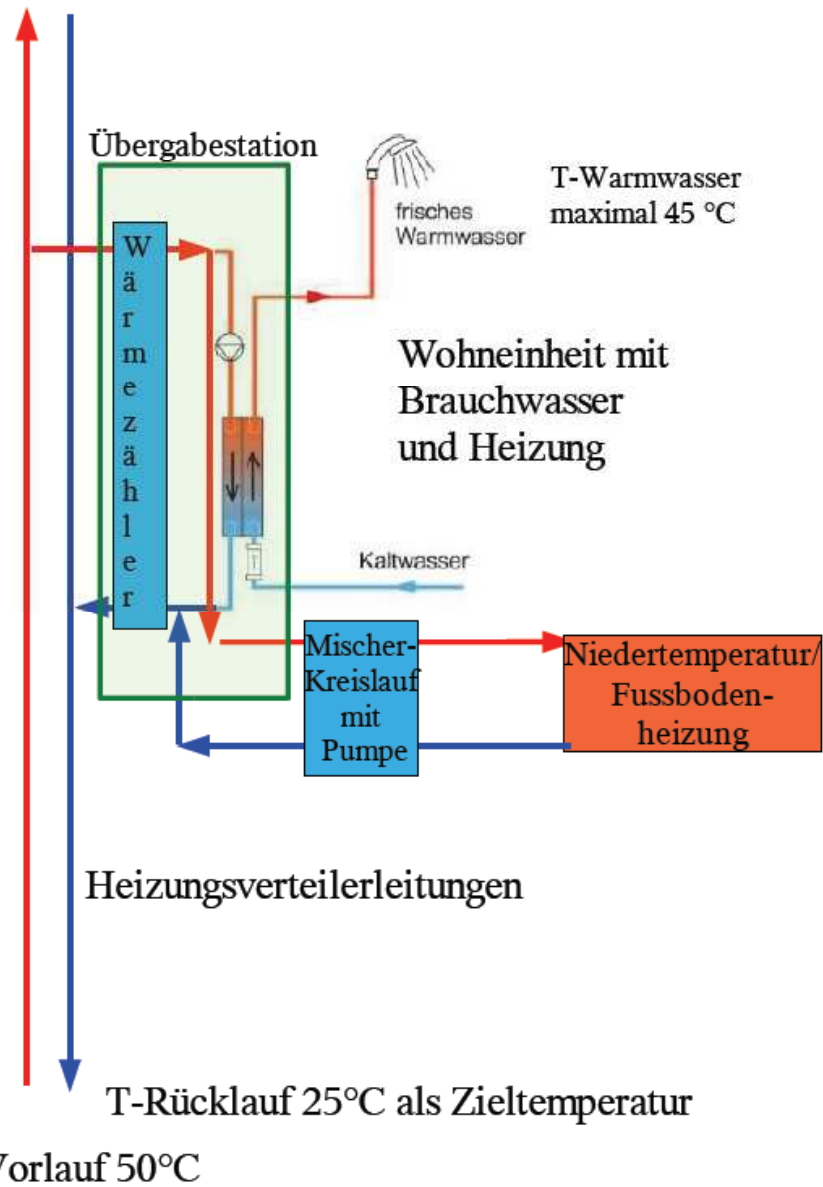 Übergabestation
T-Warmwasser
maximal 45 °C
frisches
Warmwasser
Wärmezähler
Wohneinheit mit
Brauchwasser
und Heizung
Kaltwasser
Mischer-
Kreislauf
mit
Pumpe
Niedertemperatur/
Fussboden-
heizung
Heizungsverteilerleitungen
T-Rücklauf 25°C als Zieltemperatur
Vorlauf 50°C